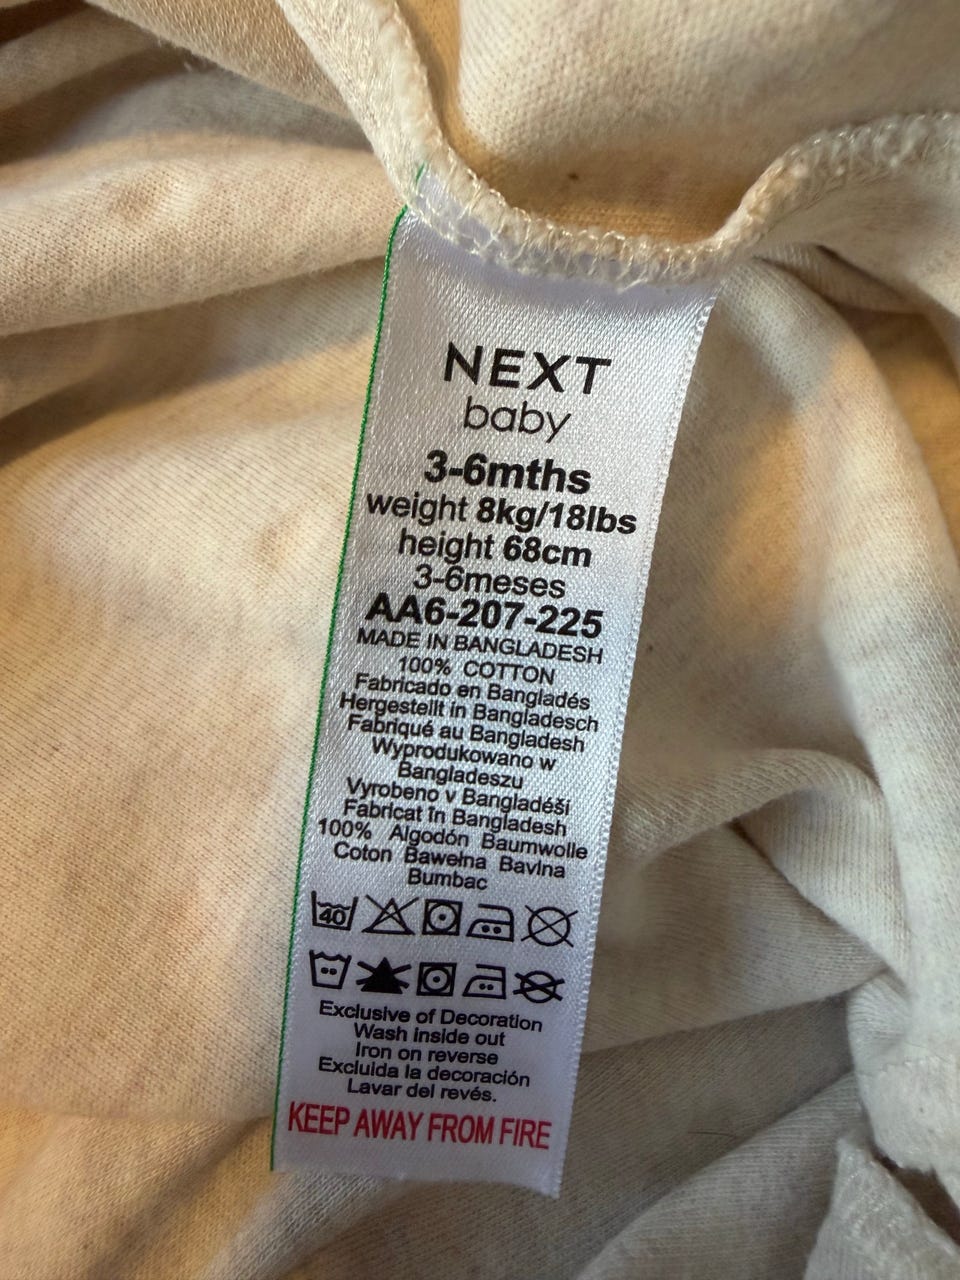 NEXT
baby
3-6mths
weight 8kg/18lbs
height 68cm
3-6meses
AA6-207-225
MADE IN BANGLADESH
100% COTTON
Fabricado en Bangladés
Hergestellt in Bangladesch
Fabriqué au Bangladesh
Wyprodukowano w
Bangladeszu
Vyrobeno v Bangladéši
Fabricat în Bangladesh
100% Algodón Baumwolle
Coton Bawełna Bavlna
Bumbac
40
Exclusive of Decoration
Wash inside out
Iron on reverse
Excluida la decoración
Lavar del revés.
KEEP AWAY FROM FIRE